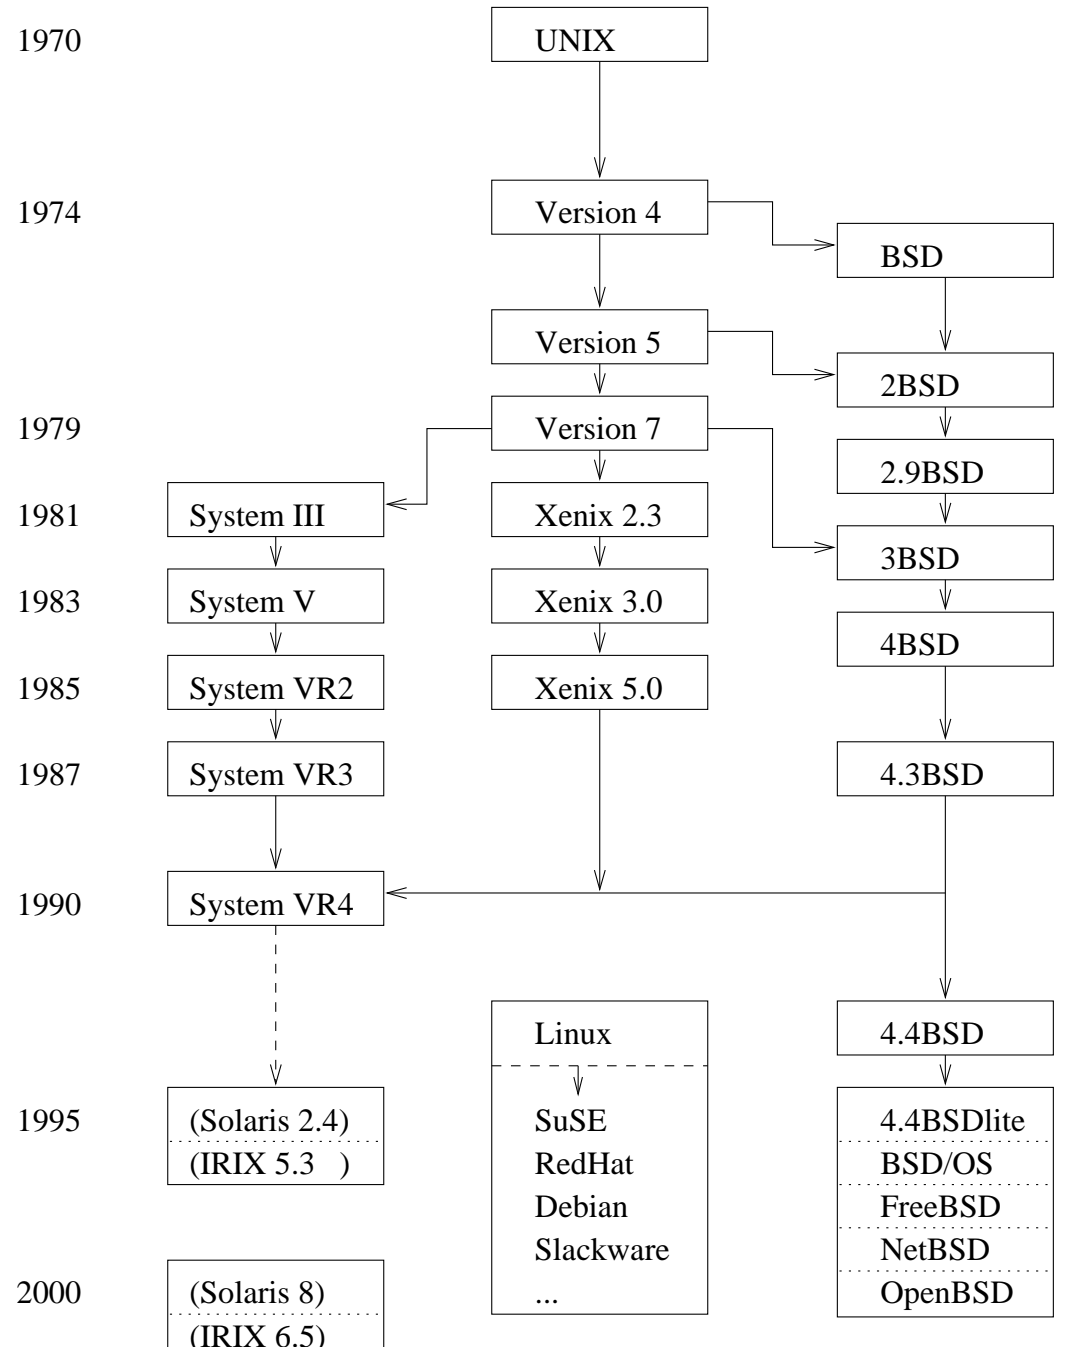 1970
UNIX
1974
Version 4
BSD
Version 5
2BSD
1979
Version 7
2.9BSD
1981
System III
Xenix 2.3
3BSD
1983
System V
Xenix 3.0
4BSD
1985
System VR2
Xenix 5.0
1987
System VR3
4.3BSD
1990
System VR4
Linux
4.4BSD
1995
(Solaris 2.4)
SuSE
4.4BSDlite
(IRIX 5.3 )
RedHat
BSD/OS
Debian
FreeBSD
Slackware
NetBSD
2000
(Solaris 8)
...
OpenBSD
(IRIX 6.5)